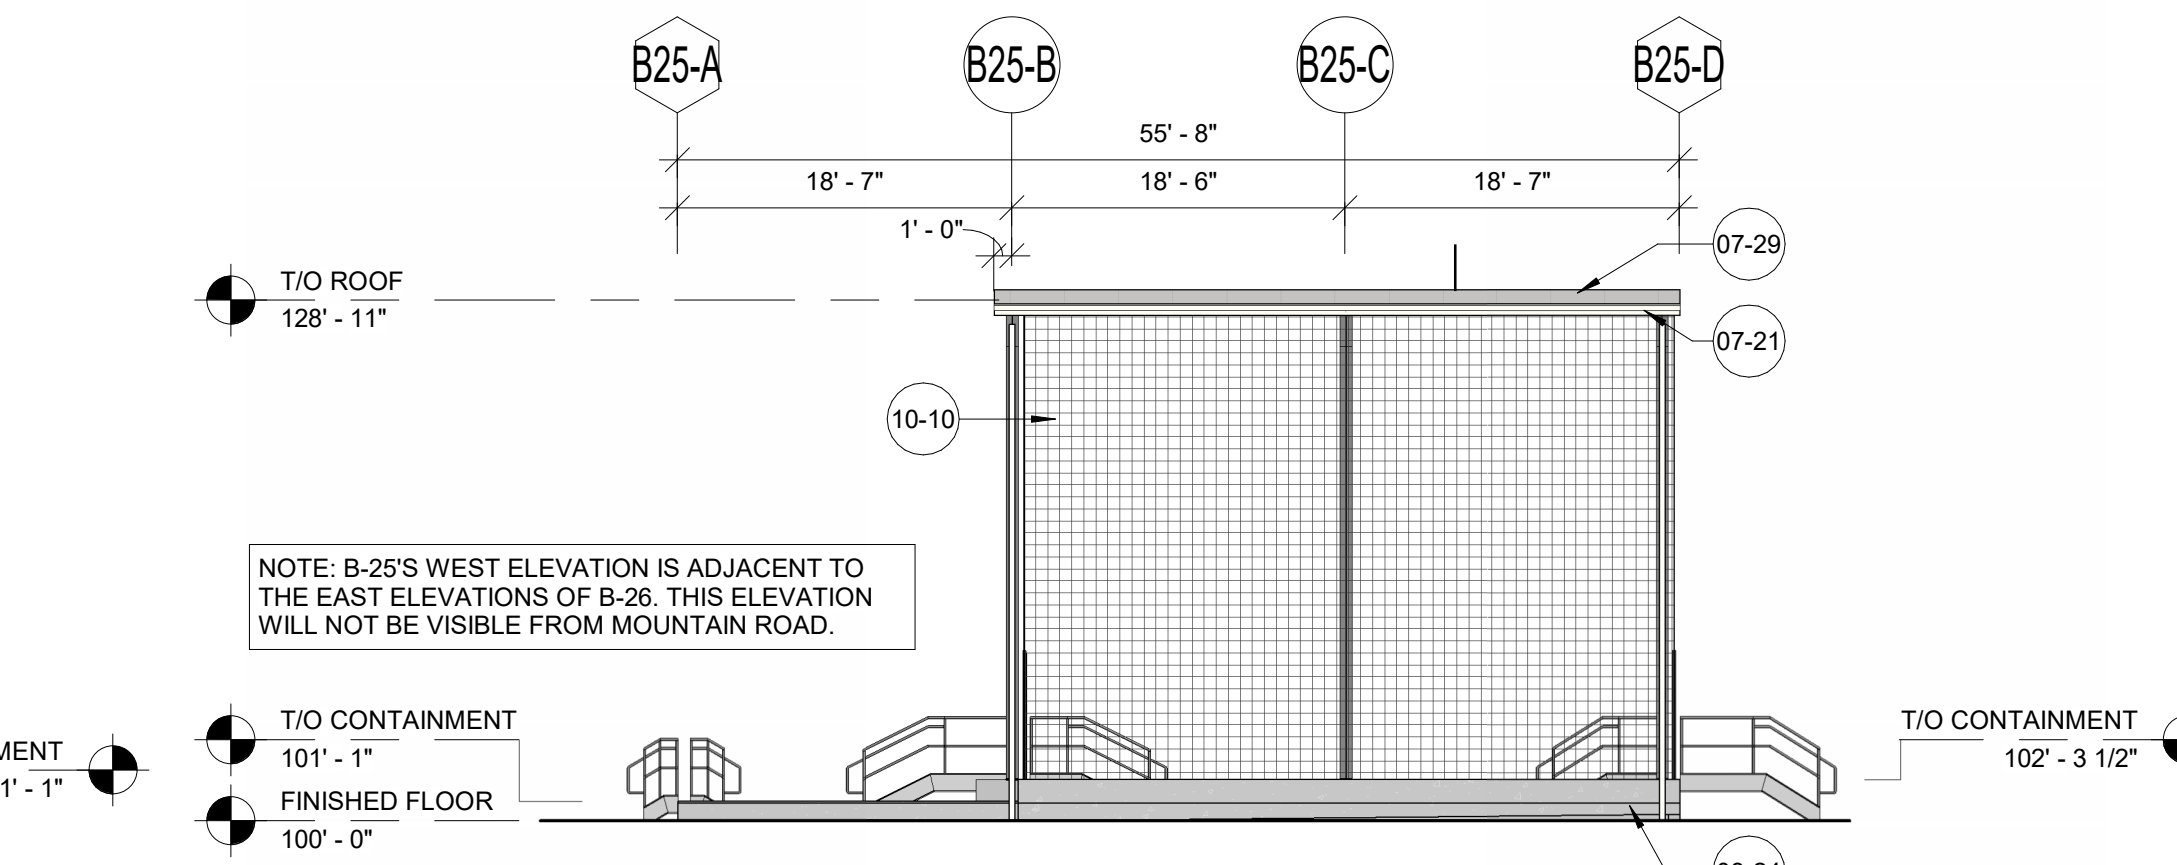 B25-A
B25-B
B25-C
B25-D
55' - 8"
18' - 7"
18' - 6"
18' - 7"
1' - 0"
07-29
T/O ROOF
128' - 11"
07-21
10-10
NOTE: B-25'S WEST ELEVATION IS ADJACENT TO
THE EAST ELEVATIONS OF B-26. THIS ELEVATION
WILL NOT BE VISIBLE FROM MOUNTAIN ROAD.
T/O CONTAINMENT
101' - 1"
T/O CONTAINMENT
102' - 3 1/2"
MENT
1' - 1"
FINISHED FLOOR
100' - 0"